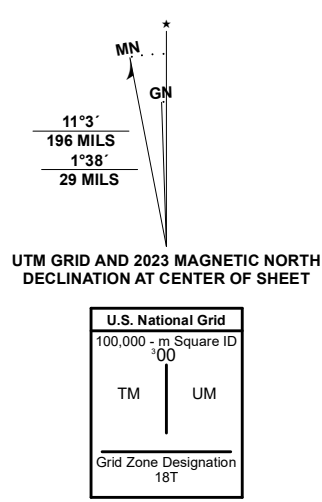 ★
MN
GN
11°3´
196 MILS
1°38´
29 MILS
UTM GRID AND 2023 MAGNETIC NORTH
DECLINATION AT CENTER OF SHEET
U.S. National Grid
100,000 - m Square ID
³00
TM UM
Grid Zone Designation
18T